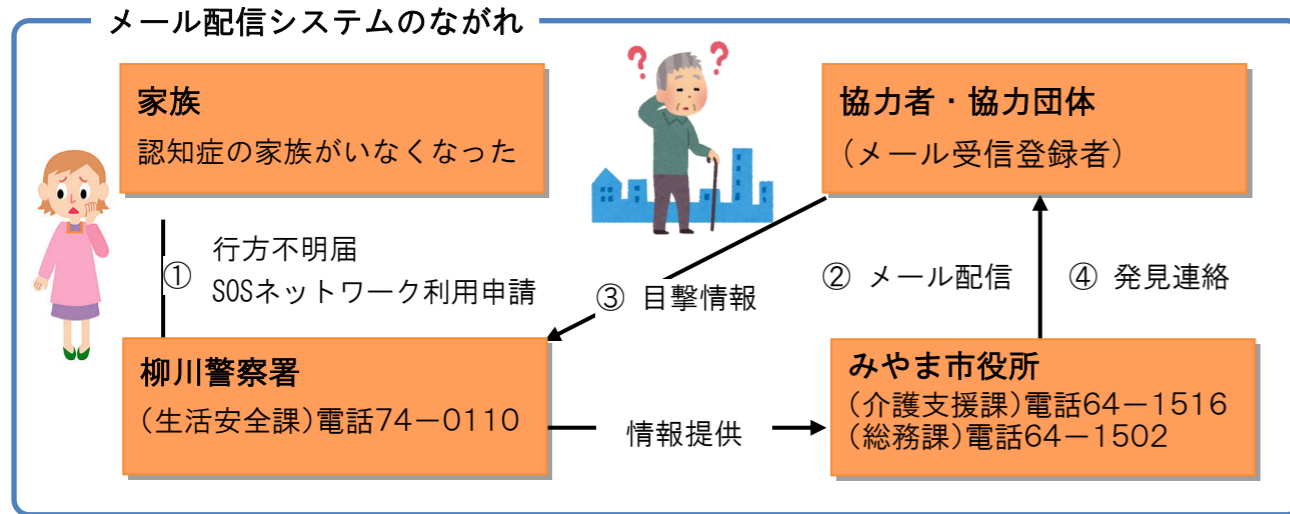 メール配信システムのながれ
家族
認知症の家族がいなくなった
? ?
協力者・協力団体
(メール受信登録者)
① 行方不明届
SOSネットワーク利用申請
③ 目撃情報
② メール配信
④ 発見連絡
柳川警察署
(生活安全課)電話74-0110
情報提供
みやま市役所
(介護支援課)電話64-1516
(総務課)電話64-1502